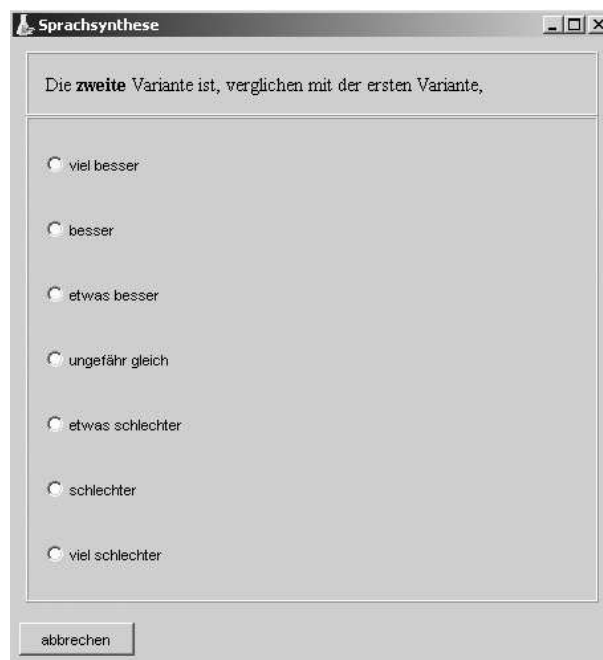 Sprachsynthese
Die zweite Variante ist, verglichen mit der ersten Variante,
viel besser
besser
etwas besser
ungefähr gleich
etwas schlechter
schlechter
viel schlechter
abbrechen